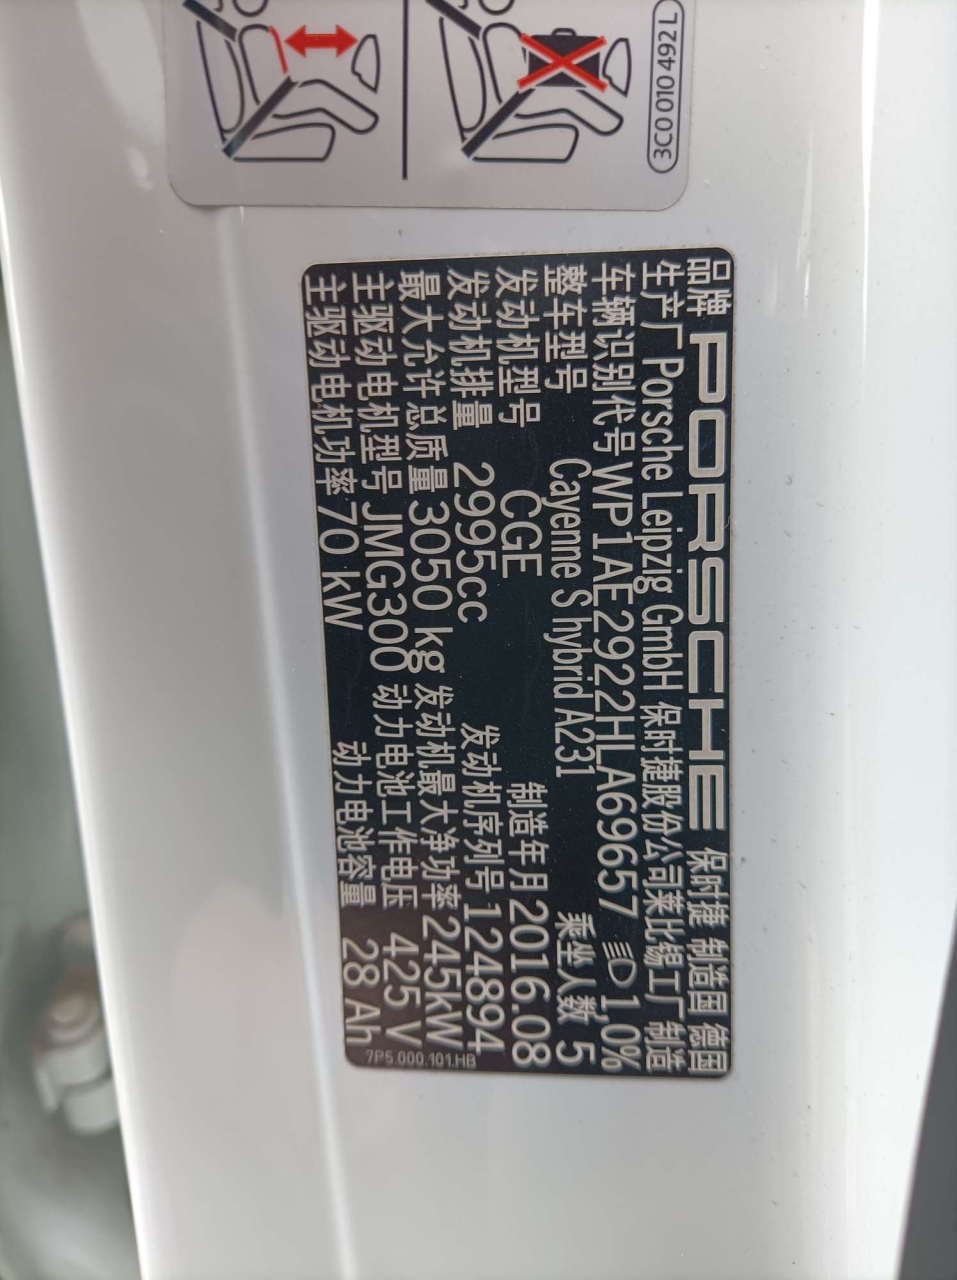 3C0 010 492 L
品牌 PORSCHE 保时捷 制造国 德国
生产厂 Porsche Leipzig GmbH 保时捷股份公司莱比锡工厂 制造
车辆识别代号 WP1AE2922HLA69657 1,0%
整车型号 Cayenne S hybrid A231 乘坐人数 5
发动机型号 CGE 制造年月 2016.08
发动机排量 2995cc 发动机序列号 124894
最大允许总质量 3050 kg 发动机最大净功率 245kW
主驱动电机型号 JMG300 动力电池工作电压 425 V
主驱动电机功率 70 kW 动力电池容量 28 Ah
7P5.000.101.HB